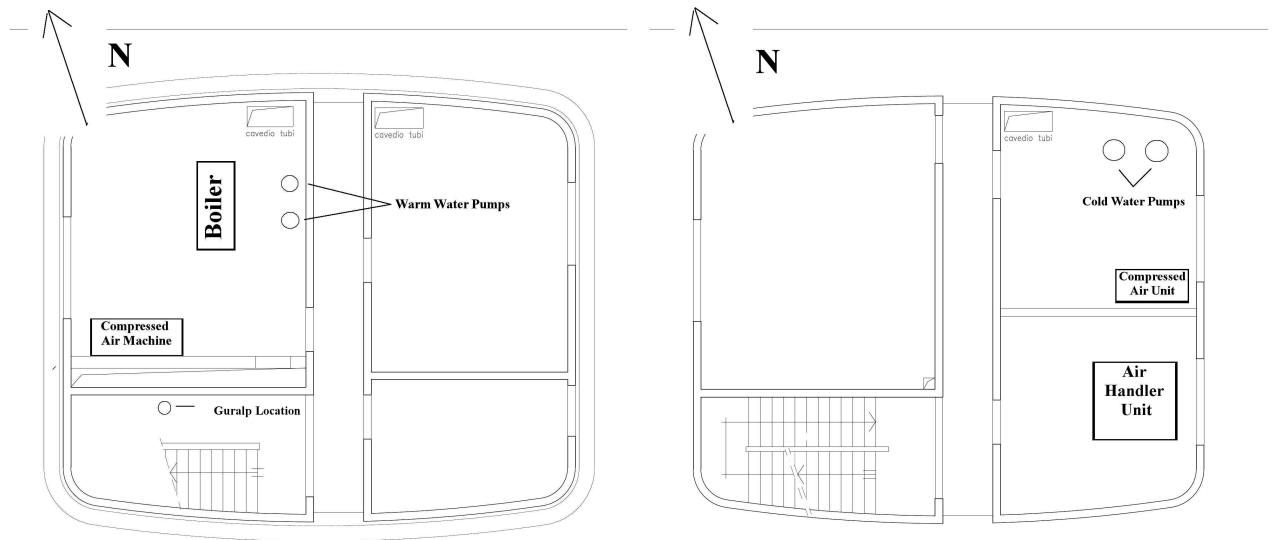 N
cavedio tubi
cavedio tubi
Boiler
Warm Water Pumps
Compressed
Air Machine
Guralp Location
N
cavedio tubi
Cold Water Pumps
Compressed
Air Unit
Air
Handler
Unit